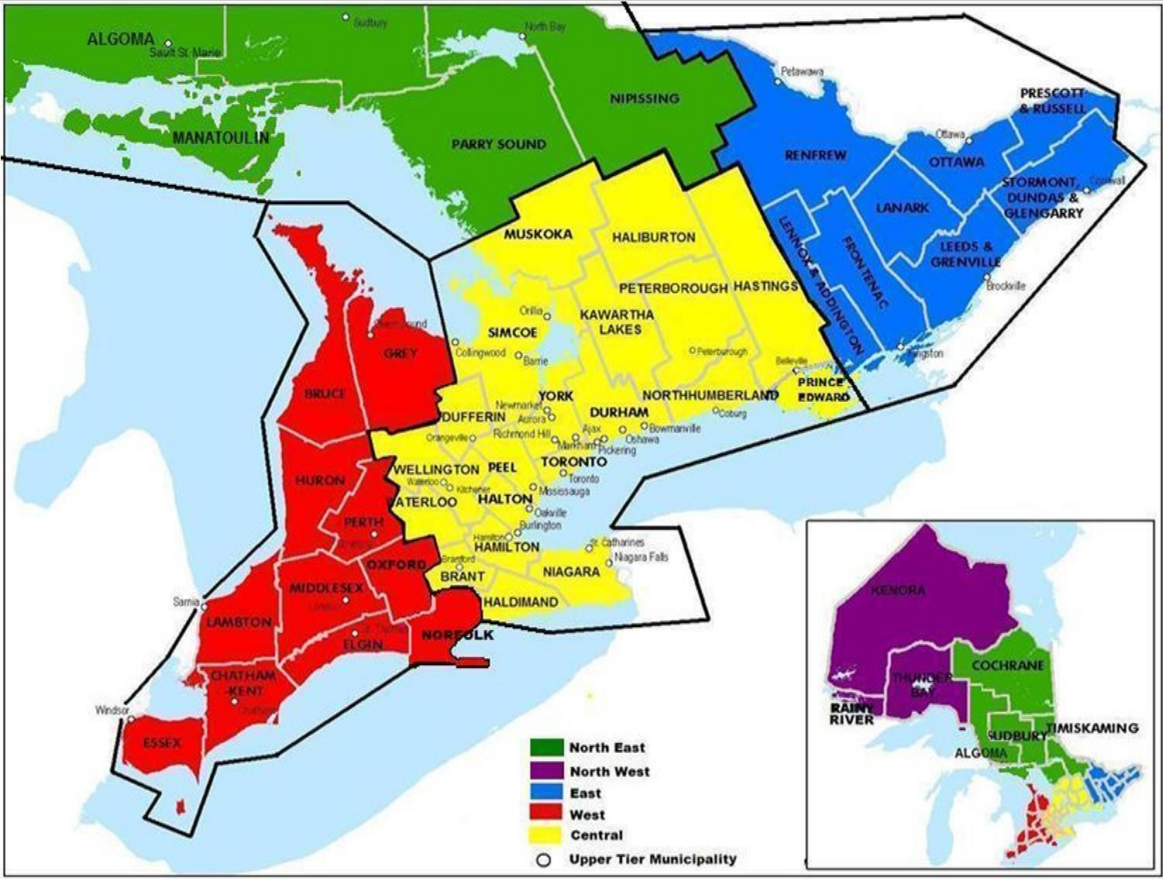 ALGOMA
Sault St. Marie
Sudbury
North Bay
MANATOULIN
PARRY SOUND
NIPISSING
Petawawa
PRESCOTT
& RUSSELL
Ottawa
OTTAWA
RENFREW
STORMONT,
DUNDAS &
GLENGARRY
Cornwall
LANARK
LEEDS &
GRENVILLE
Brockville
LENNOX & ADDINGTON
FRONTENAC
Kingston
MUSKOKA
HALIBURTON
PETERBOROUGH
HASTINGS
KAWARTHA
LAKES
Orillia
SIMCOE
Collingwood
Barrie
Peterborough
Belleville
PRINCE
EDWARD
NORTHHUMBERLAND
Coburg
GREY
BRUCE
DUFFERIN
Orangeville
YORK
Newmarket
Aurora
Richmond Hill
DURHAM
Ajax
Markham
Pickering
Oshawa
Bowmanville
TORONTO
Toronto
WELLINGTON
PEEL
Waterloo
Kitchener
WATERLOO
HALTON
Mississauga
Oakville
Burlington
Hamilton
HAMILTON
St. Catharines
Niagara Falls
NIAGARA
Brantford
BRANT
HALDIMAND
HURON
PERTH
OXFORD
MIDDLESEX
Sarnia
LAMBTON
St. Thomas
ELGIN
NORFOLK
CHATHAM
-KENT
Chatham
Windsor
ESSEX
North East
North West
East
West
Central
Upper Tier Municipality
KENORA
THUNDER
BAY
RAINY
RIVER
COCHRANE
SUDBURY
TIMISKAMING
ALGOMA